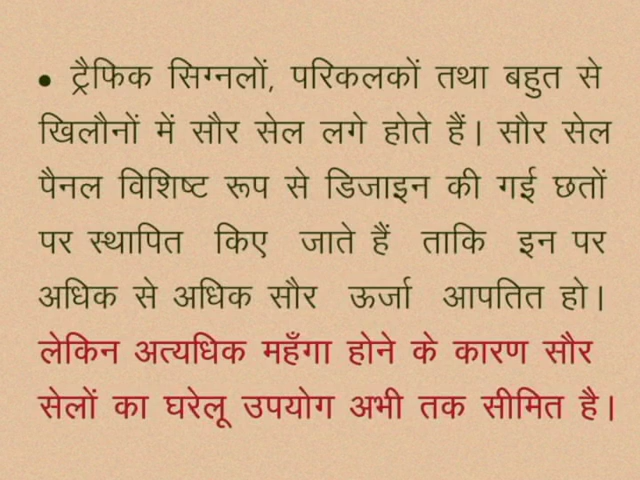 • ट्रैफिक सिग्नलों, परिकलकों तथा बहुत से
खिलौनों में सौर सेल लगे होते हैं। सौर सेल
पैनल विशिष्ट रूप से डिजाइन की गई छतों
पर स्थापित किए जाते हैं ताकि इन पर
अधिक से अधिक सौर ऊर्जा आपतित हो।
लेकिन अत्यधिक महँगा होने के कारण सौर
सेलों का घरेलू उपयोग अभी तक सीमित है।